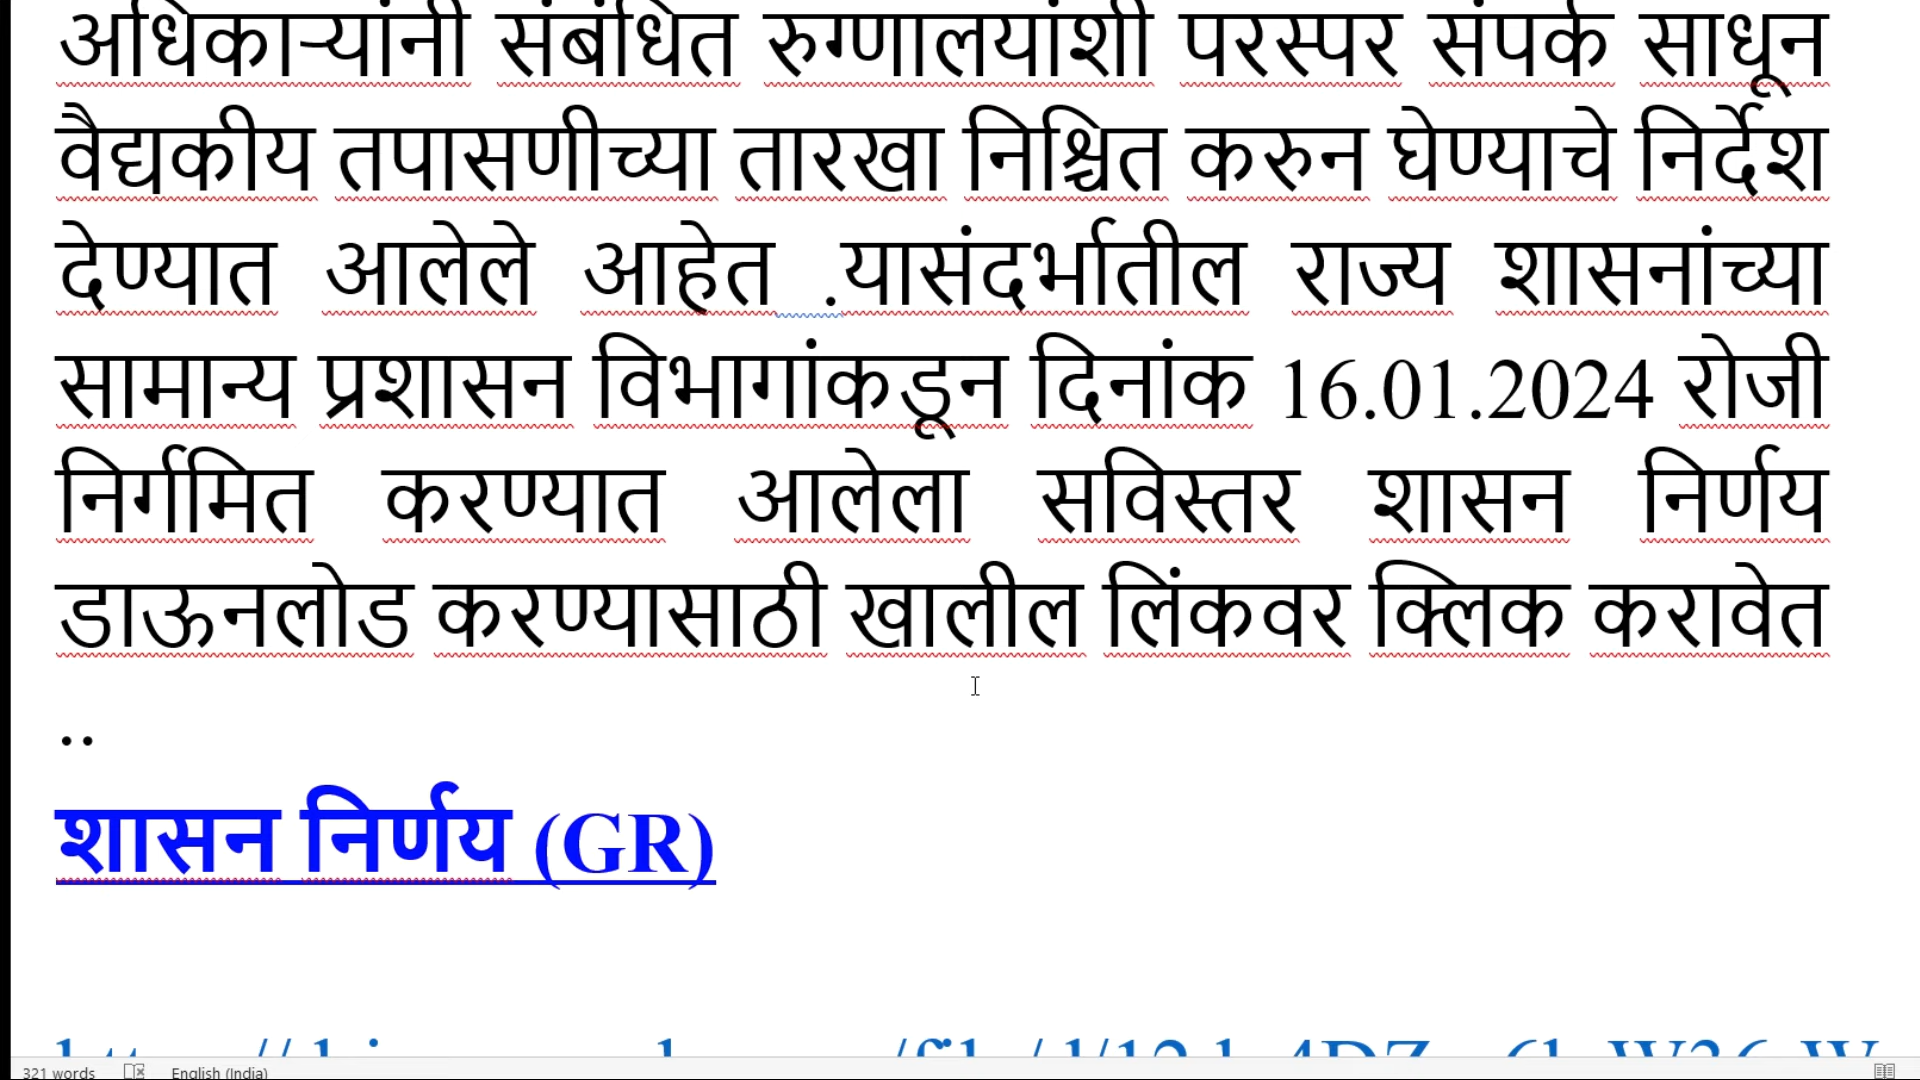 अधिकाऱ्यांनी संबंधित रुग्णालयांशी परस्पर संपर्क साधून
वैद्यकीय तपासणीच्या तारखा निश्चित करुन घेण्याचे निर्देश
देण्यात आलेले आहेत .यासंदर्भातील राज्य शासनांच्या
सामान्य प्रशासन विभागांकडून दिनांक 16.01.2024 रोजी
निर्गमित करण्यात आलेला सविस्तर शासन निर्णय
डाऊनलोड करण्यासाठी खालील लिंकवर क्लिक करावेत
..
शासन निर्णय (GR)
321 words English (India)